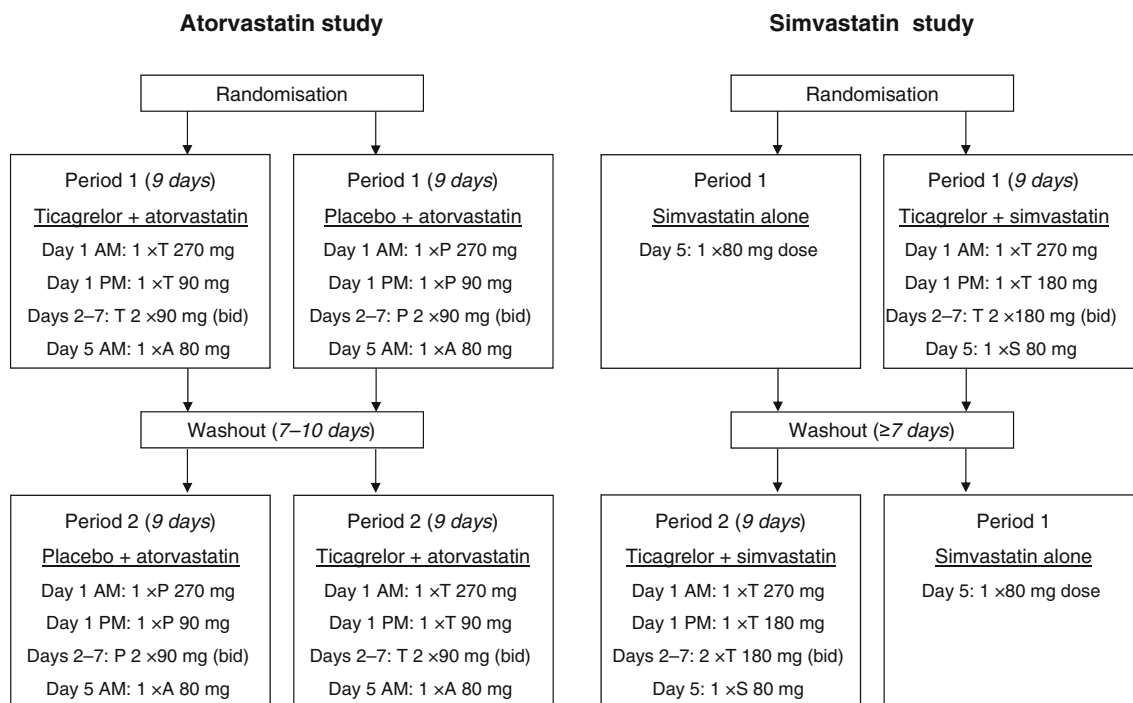 Atorvastatin study
Randomisation
Period 1 (9 days)
Ticagrelor + atorvastatin
Day 1 AM: 1 ×T 270 mg
Day 1 PM: 1 ×T 90 mg
Days 2–7: T 2 ×90 mg (bid)
Day 5 AM: 1 ×A 80 mg
Period 1 (9 days)
Placebo + atorvastatin
Day 1 AM: 1 ×P 270 mg
Day 1 PM: 1 ×P 90 mg
Days 2–7: P 2 ×90 mg (bid)
Day 5 AM: 1 ×A 80 mg
Washout (7–10 days)
Period 2 (9 days)
Placebo + atorvastatin
Day 1 AM: 1 ×P 270 mg
Day 1 PM: 1 ×P 90 mg
Days 2–7: P 2 ×90 mg (bid)
Day 5 AM: 1 ×A 80 mg
Period 2 (9 days)
Ticagrelor + atorvastatin
Day 1 AM: 1 ×T 270 mg
Day 1 PM: 1 ×T 90 mg
Days 2–7: T 2 ×90 mg (bid)
Day 5 AM: 1 ×A 80 mg
Simvastatin study
Randomisation
Period 1
Simvastatin alone
Day 5: 1 ×80 mg dose
Period 1 (9 days)
Ticagrelor + simvastatin
Day 1 AM: 1 ×T 270 mg
Day 1 PM: 1 ×T 180 mg
Days 2–7: T 2 ×180 mg (bid)
Day 5: 1 ×S 80 mg
Washout (≥7 days)
Period 2 (9 days)
Ticagrelor + simvastatin
Day 1 AM: 1 ×T 270 mg
Day 1 PM: 1 ×T 180 mg
Days 2–7: 2 ×T 180 mg (bid)
Day 5: 1 ×S 80 mg
Period 1
Simvastatin alone
Day 5: 1 ×80 mg dose